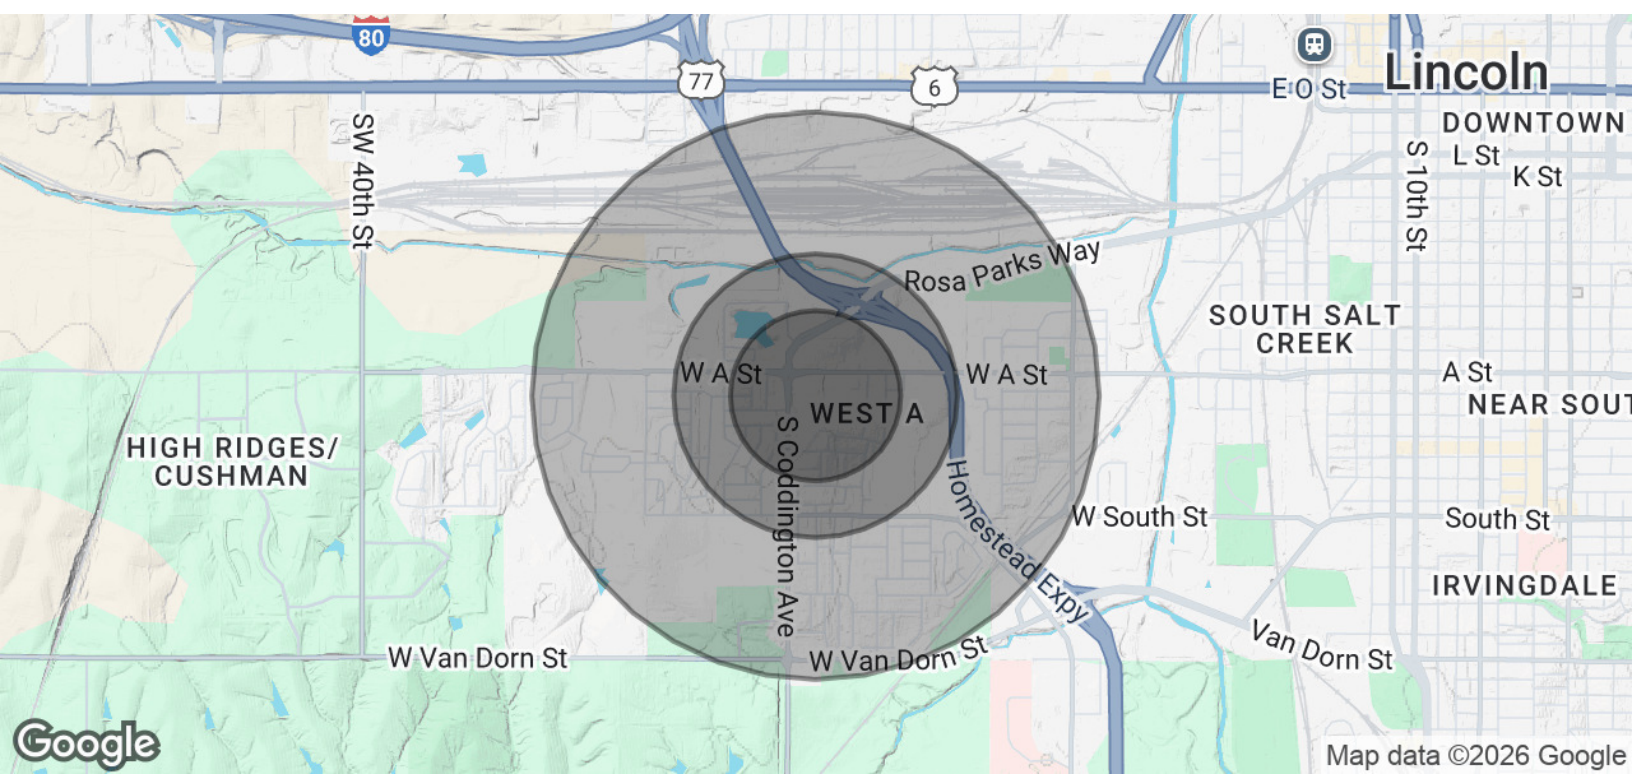 80
77
6
E O St
Lincoln
DOWNTOWN
L St
K St
SW 40th St
S 10th St
Rosa Parks Way
SOUTH SALT
CREEK
W A St
W A St
A St
WEST A
NEAR SOUT
HIGH RIDGES/
CUSHMAN
S Coddington Ave
Homestead Expy
W South St
South St
IRVINGDALE
W Van Dorn St
W Van Dorn St
Van Dorn St
Google
Map data ©2026 Google